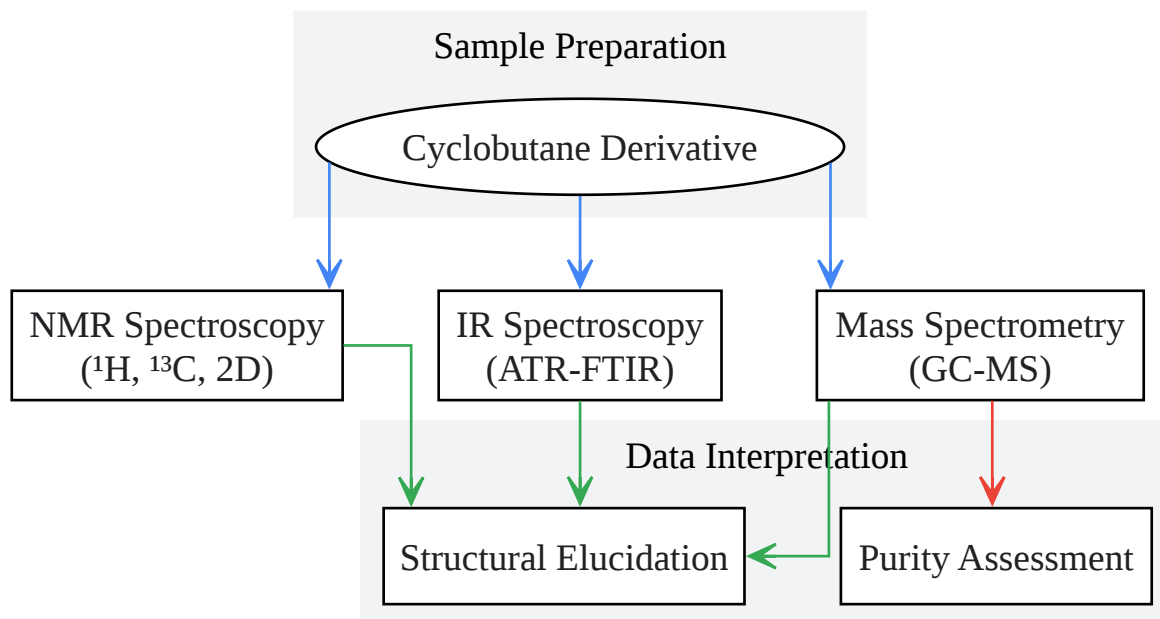 Sample Preparation
Cyclobutane Derivative
NMR Spectroscopy
(¹H, ¹³C, 2D)
IR Spectroscopy
(ATR-FTIR)
Mass Spectrometry
(GC-MS)
Data Interpretation
Structural Elucidation
Purity Assessment